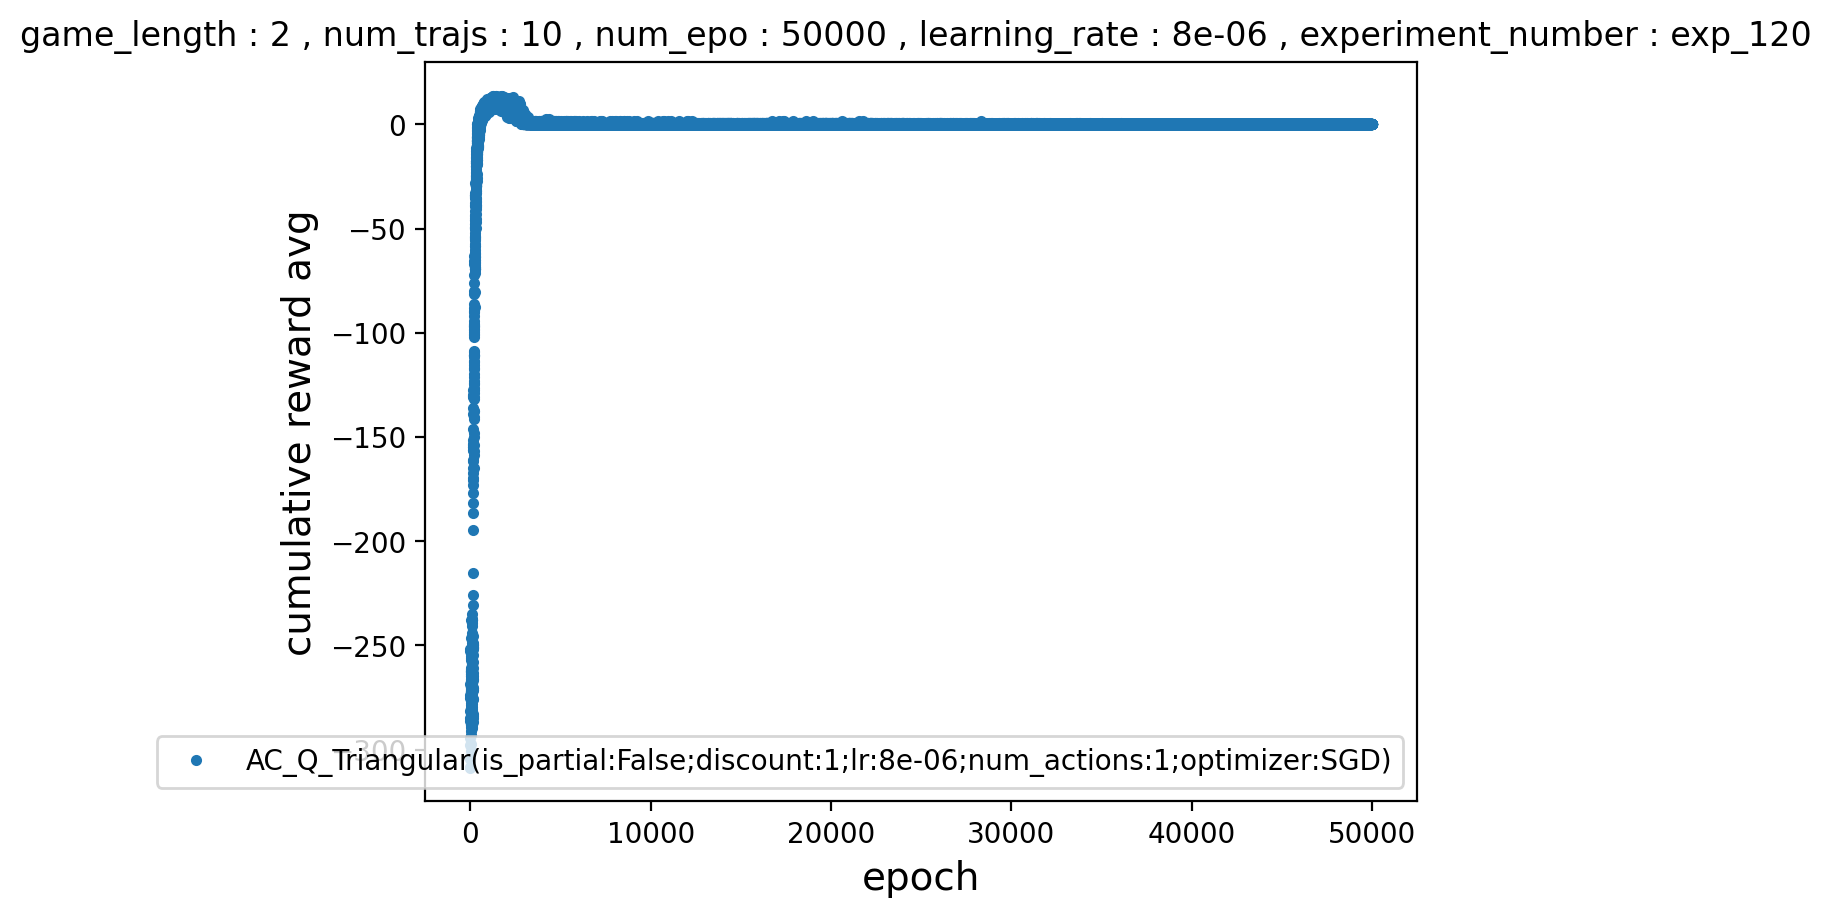 game_length : 2 , num_trajs : 10 , num_epo : 50000 , learning_rate : 8e-06 , experiment_number : exp_120
cumulative reward avg
0
−50
−100
−150
−200
−250
−300
AC_Q_Triangular(is_partial:False;discount:1;lr:8e-06;num_actions:1;optimizer:SGD)
0 10000 20000 30000 40000 50000
epoch